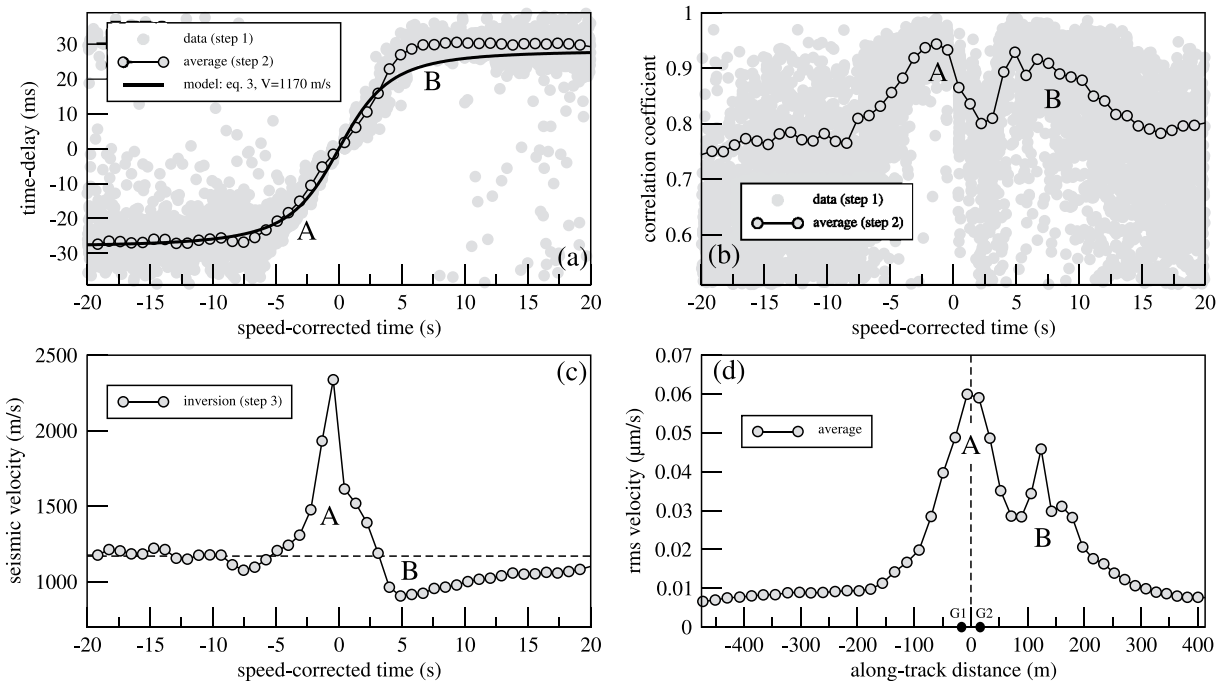 30
20
10
0
-10
-20
-30
time-delay (ms)
data (step 1)
average (step 2)
model: eq. 3, V=1170 m/s
A
B
(a)
-20 -15 -10 -5 0 5 10 15 20
speed-corrected time (s)
1
0.9
0.8
0.7
0.6
correlation coefficient
A
B
data (step 1)
average (step 2)
(b)
-20 -15 -10 -5 0 5 10 15 20
speed-corrected time (s)
2500
2000
1500
1000
seismic velocity (m/s)
inversion (step 3)
(c)
A
B
-20 -15 -10 -5 0 5 10 15 20
speed-corrected time (s)
0.07
0.06
0.05
0.04
0.03
0.02
0.01
0
rms velocity (μm/s)
(d)
average
A
B
G1 G2
-400 -300 -200 -100 0 100 200 300 400
along-track distance (m)